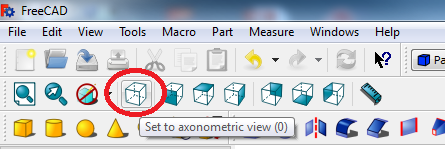 FreeCAD
File Edit View Tools Macro Part Measure Windows Help
Pa
Set to axonometric view (0)